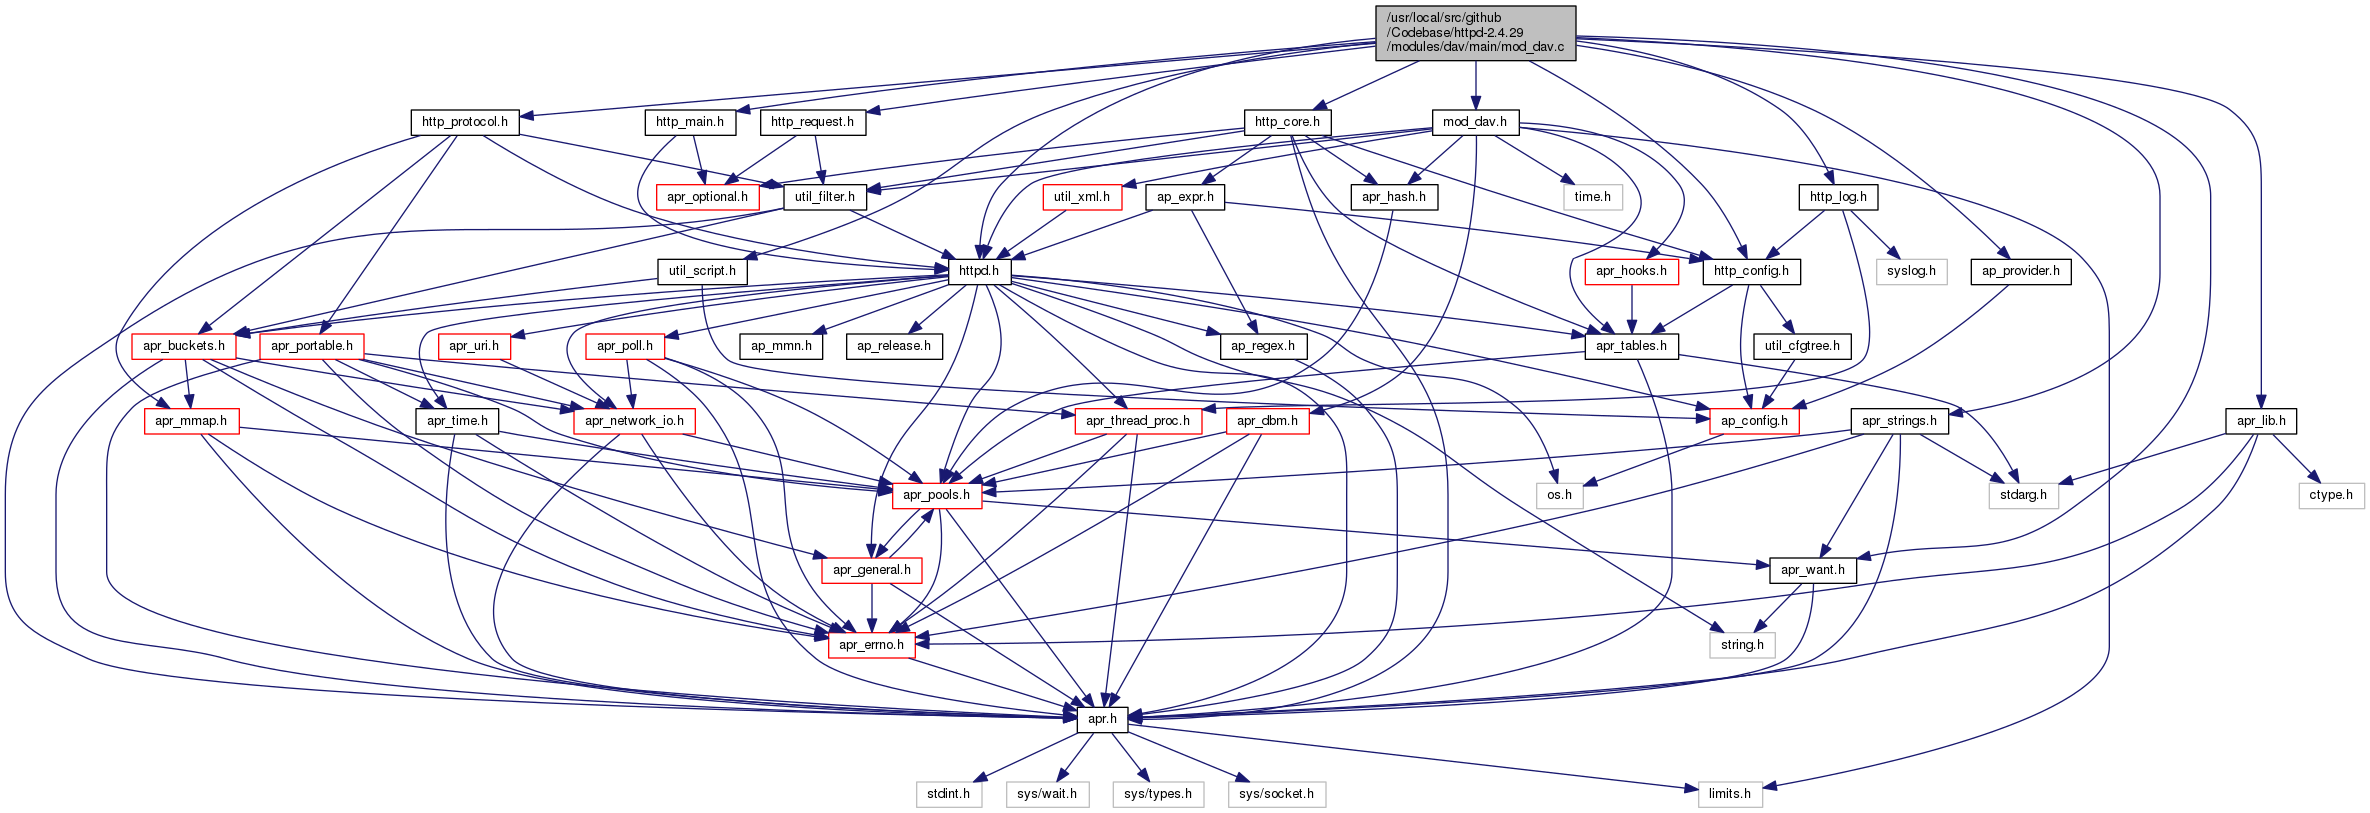 /usr/local/src/github
/Codebase/httpd-2.4.29
/modules/dav/main/mod_dav.c
http_protocol.h
http_main.h
http_request.h
http_core.h
mod_dav.h
apr_optional.h
util_filter.h
util_xml.h
ap_expr.h
apr_hash.h
time.h
http_log.h
util_script.h
httpd.h
apr_hooks.h
http_config.h
syslog.h
ap_provider.h
apr_buckets.h
apr_portable.h
apr_uri.h
apr_poll.h
ap_mmn.h
ap_release.h
ap_regex.h
apr_tables.h
util_cfgtree.h
apr_mmap.h
apr_time.h
apr_network_io.h
apr_thread_proc.h
apr_dbm.h
ap_config.h
apr_strings.h
apr_lib.h
apr_pools.h
os.h
stdarg.h
ctype.h
apr_general.h
apr_want.h
apr_errno.h
string.h
apr.h
stdint.h
sys/wait.h
sys/types.h
sys/socket.h
limits.h